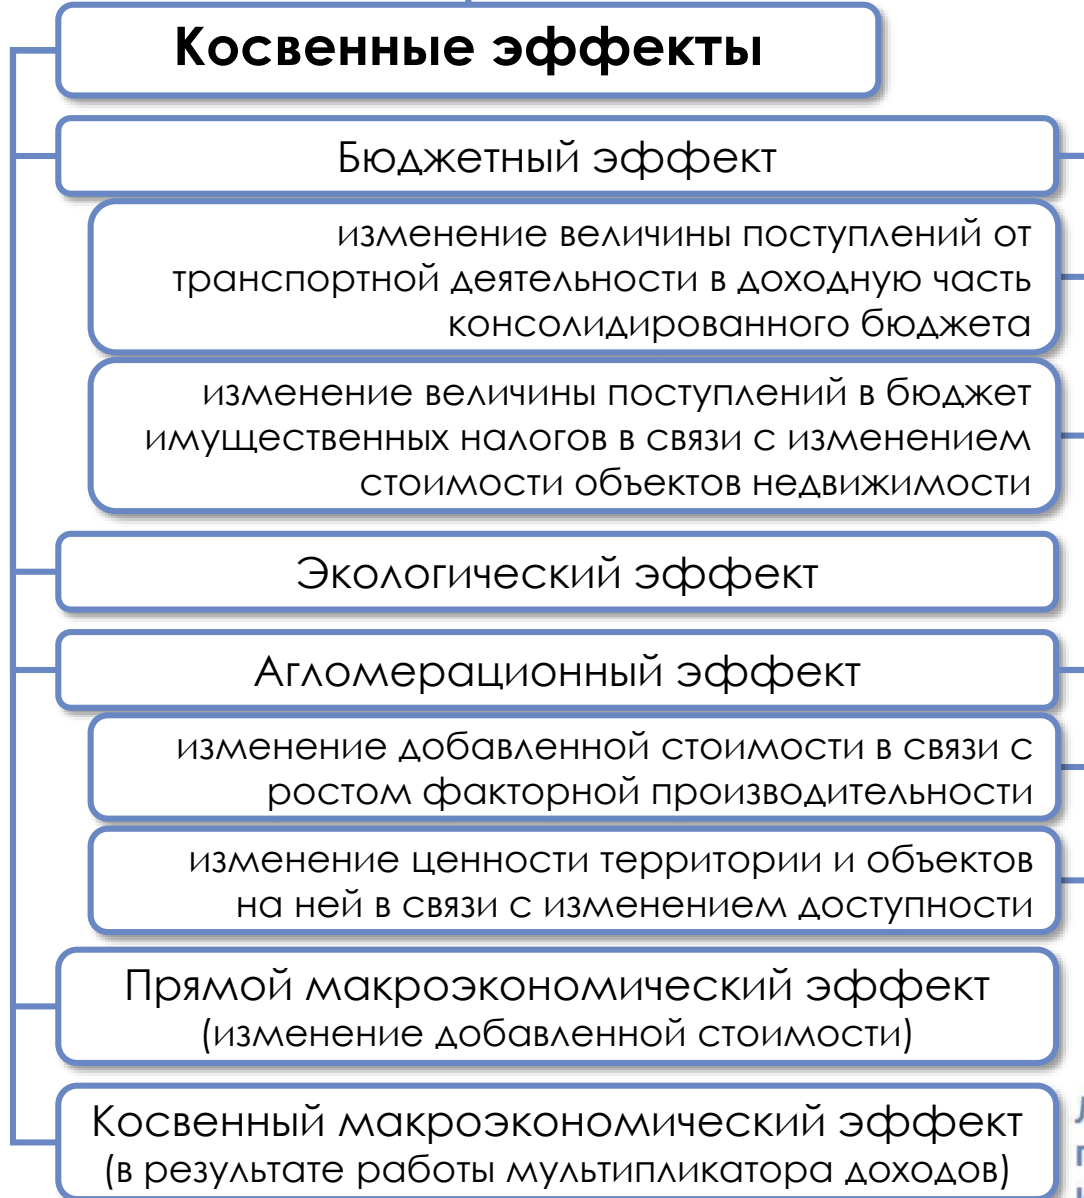 Косвенные эффекты
Бюджетный эффект
изменение величины поступлений от
транспортной деятельности в доходную часть
консолидированного бюджета
изменение величины поступлений в бюджет
имущественных налогов в связи с изменением
стоимости объектов недвижимости
Экологический эффект
Агломерационный эффект
изменение добавленной стоимости в связи с
ростом факторной производительности
изменение ценности территории и объектов
на ней в связи с изменением доступности
Прямой макроэкономический эффект
(изменение добавленной стоимости)
Косвенный макроэкономический эффект
(в результате работы мультипликатора доходов)